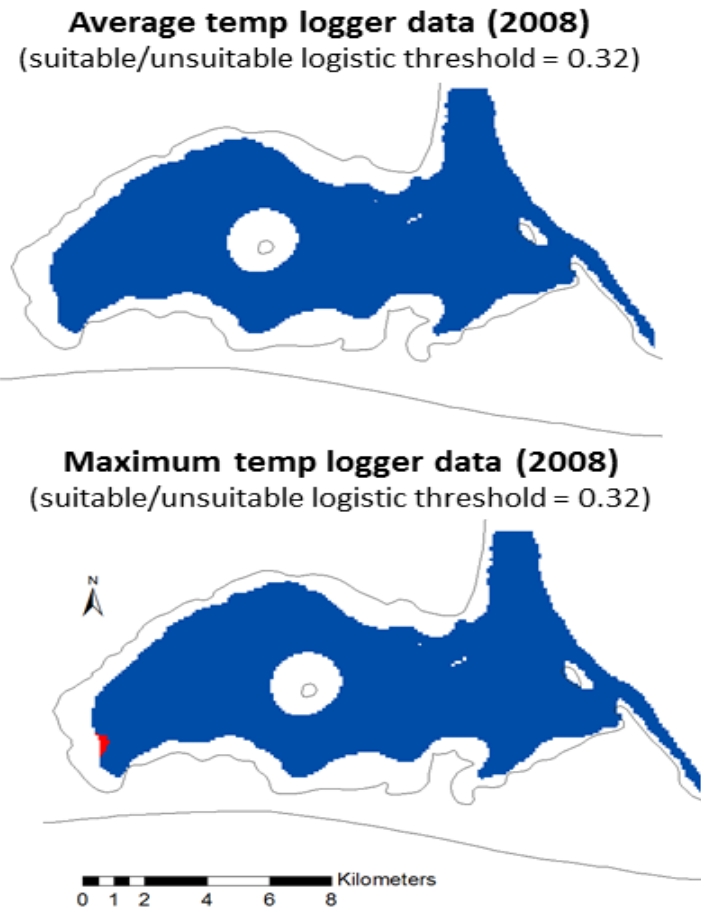 Average temp logger data (2008)
(suitable/unsuitable logistic threshold = 0.32)
Maximum temp logger data (2008)
(suitable/unsuitable logistic threshold = 0.32)
N
Kilometers
0 1 2 4 6 8